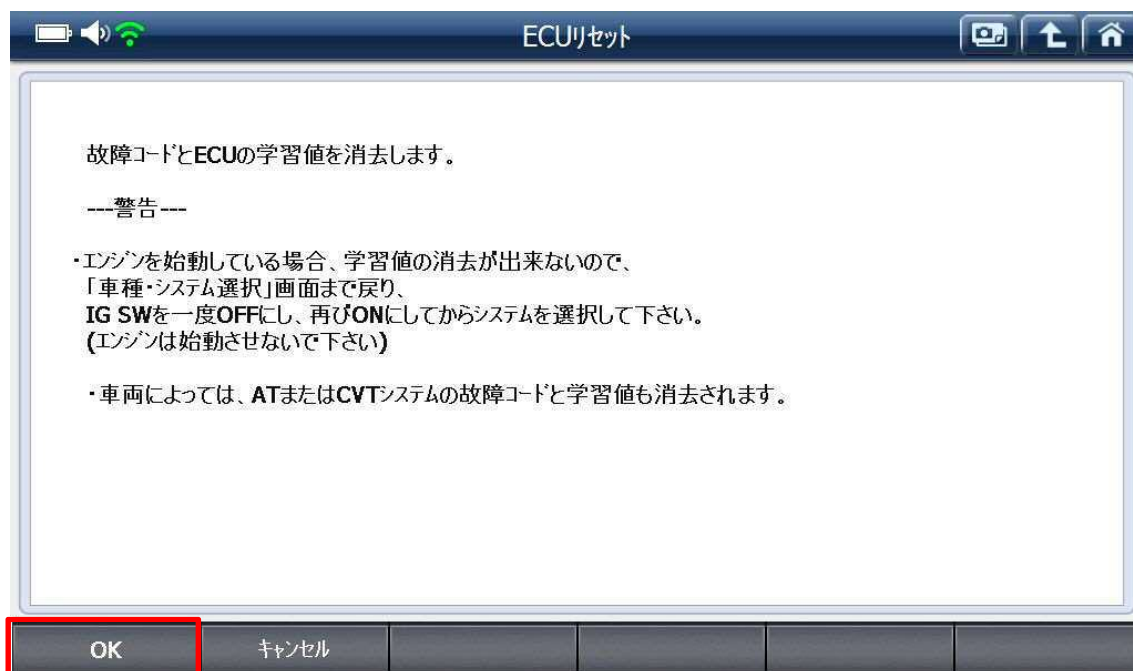 ECUリセット
故障コードとECUの学習値を消去します。
---警告---
・エンジンを始動している場合、学習値の消去が出来ないので、
「車種・システム選択」画面まで戻り、
IG SWを一度OFFにし、再びONにしてからシステムを選択して下さい。
(エンジンは始動させないで下さい)
・車両によっては、ATまたはCVTシステムの故障コードと学習値も消去されます。
OK キャンセル